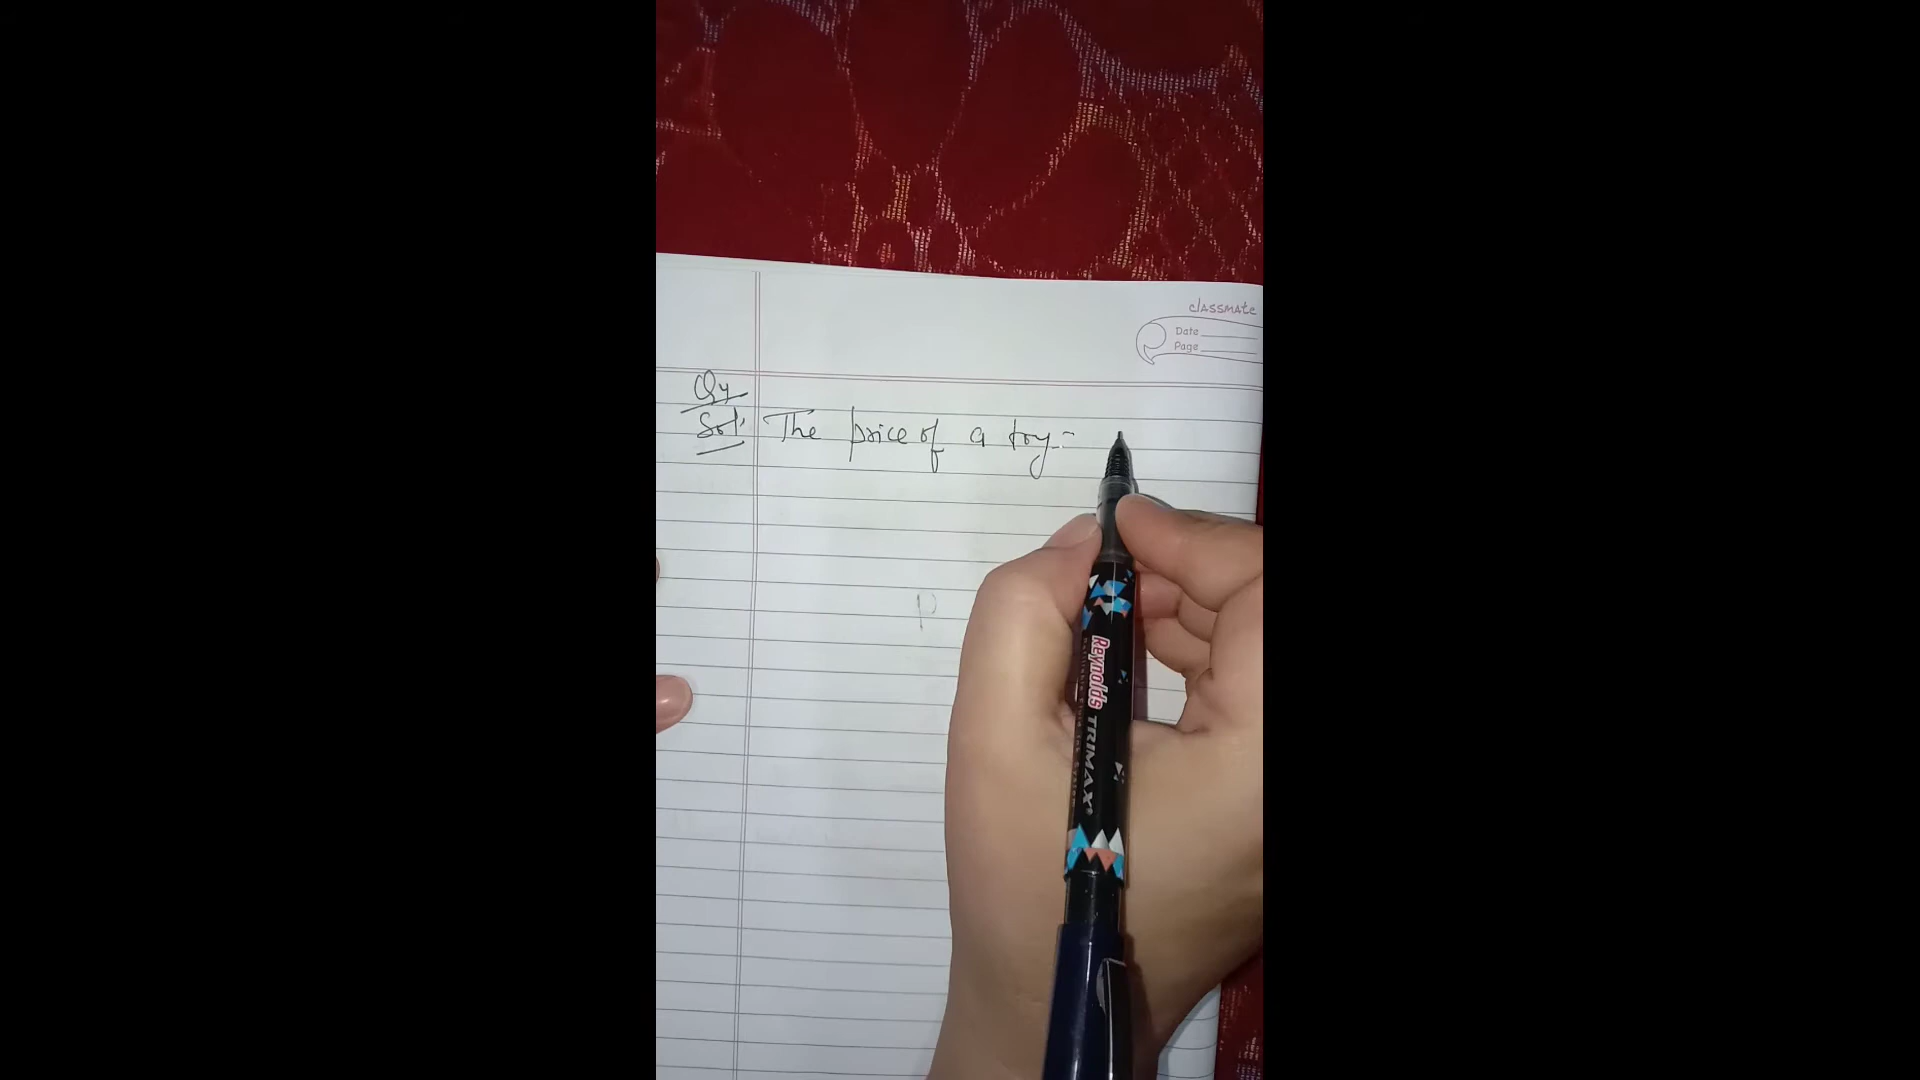 classmate
Date
Page
Q4
Sol: The price of a toy =
P
Reynolds TRIMAX